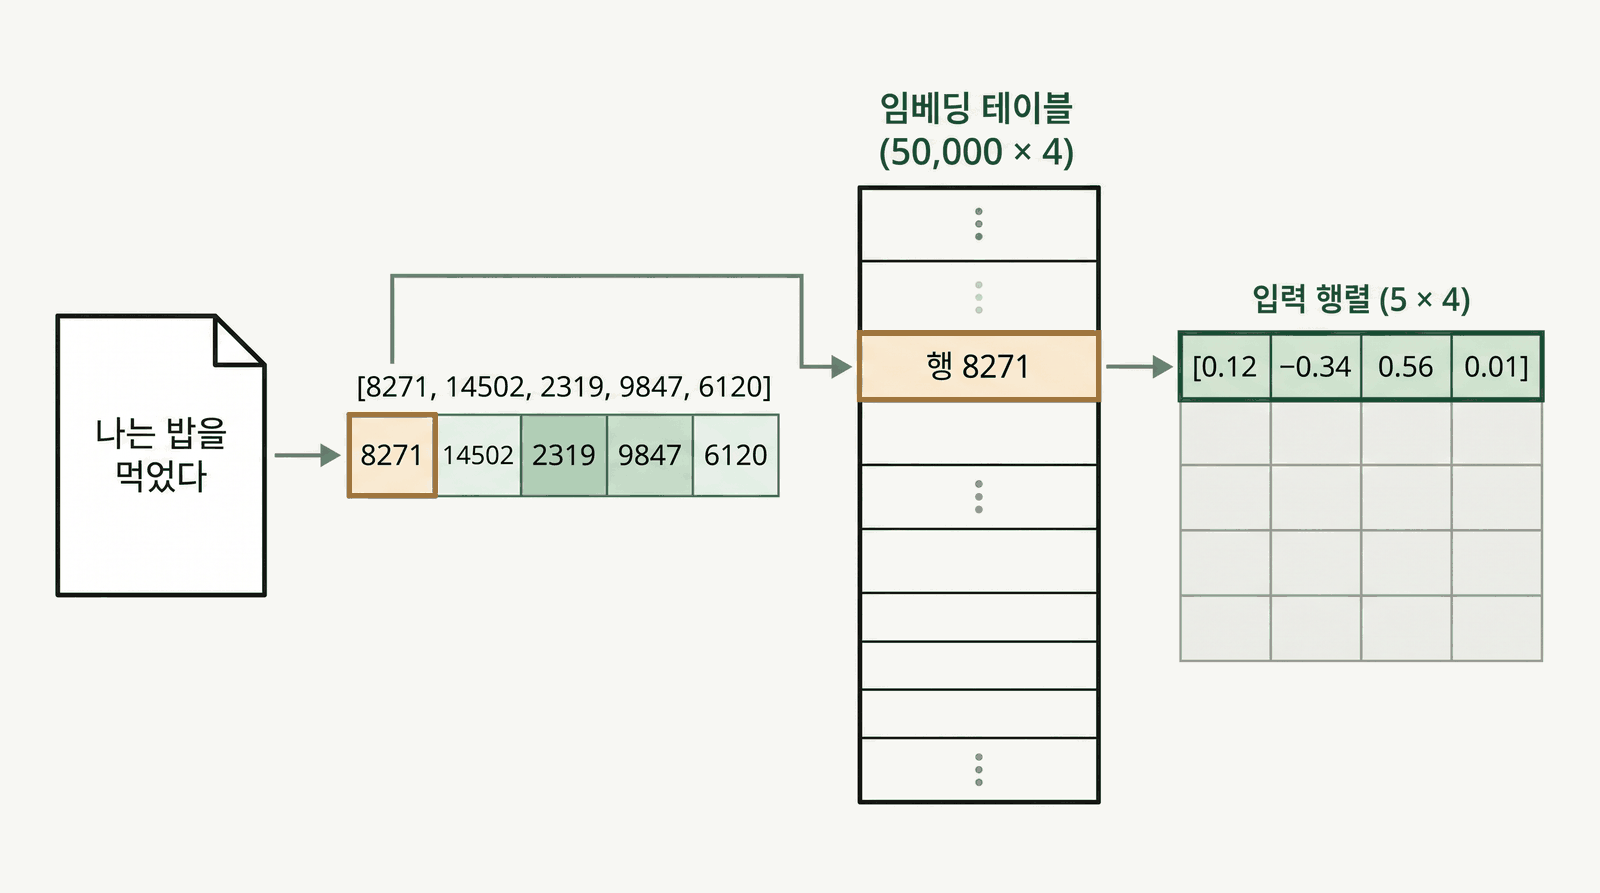 임베딩 테이블
(50,000 × 4)
입력 행렬 (5 × 4)
나는 밥을
먹었다
[8271, 14502, 2319, 9847, 6120]
8271 14502 2319 9847 6120
행 8271
[0.12 −0.34 0.56 0.01]